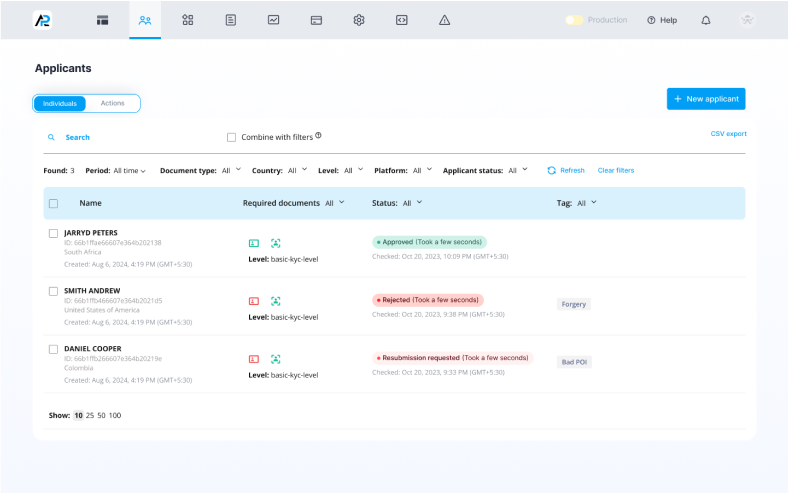 Production
Help
Applicants
Individuals
Actions
+ New applicant
Search
Combine with filters
CSV export
Found: 3 Period: All time Document type: All Country: All Level: All Platform: All Applicant status: All Refresh Clear filters
Name Required documents All Status: All Tag: All
JARRYD PETERS
ID: 66b1ffae66607e364b202138
South Africa
Created: Aug 6, 2024, 4:19 PM (GMT+5:30)
Level: basic-kyc-level
Approved (Took a few seconds)
Checked: Oct 20, 2023, 10:09 PM (GMT+5:30)
SMITH ANDREW
ID: 66b1ffb466607e364b2021d5
United States of America
Created: Aug 6, 2024, 4:19 PM (GMT+5:30)
Level: basic-kyc-level
Rejected (Took a few seconds)
Checked: Oct 20, 2023, 9:38 PM (GMT+5:30)
Forgery
DANIEL COOPER
ID: 66b1ffb266607e364b20219e
Colombia
Created: Aug 6, 2024, 4:19 PM (GMT+5:30)
Level: basic-kyc-level
Resubmission requested (Took a few seconds)
Checked: Oct 20, 2023, 9:33 PM (GMT+5:30)
Bad POI
Show: 10 25 50 100